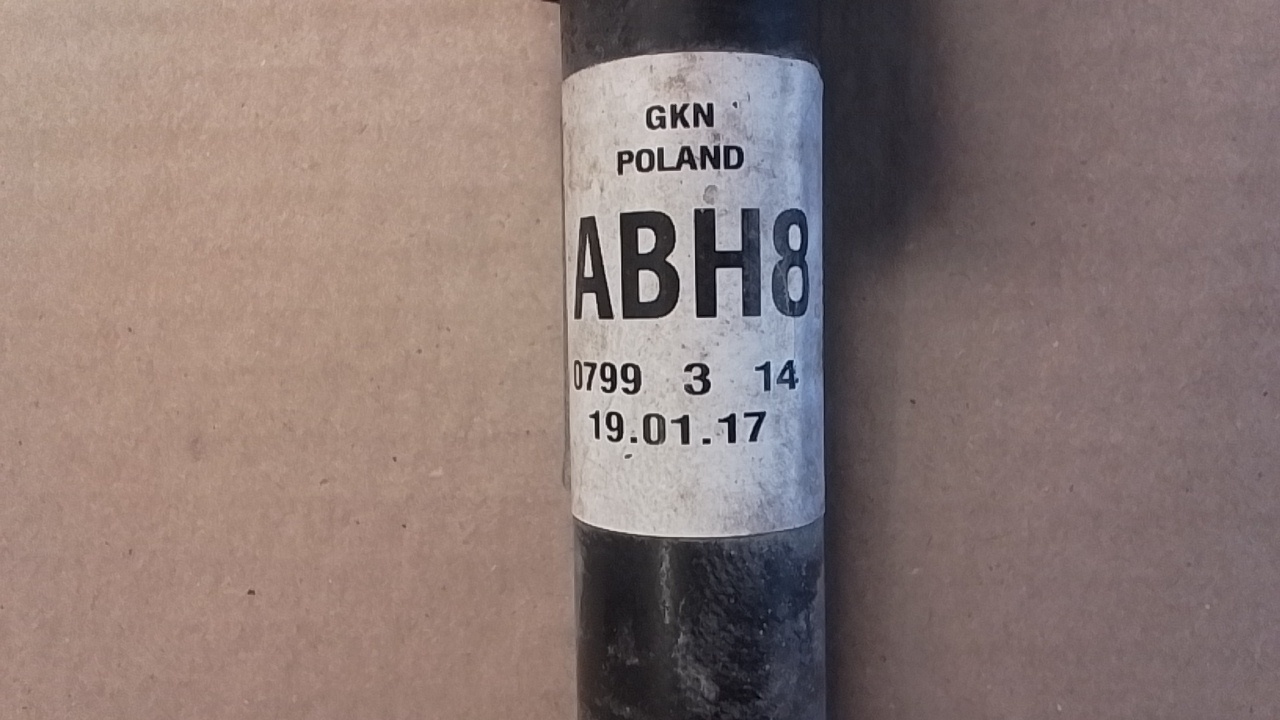 GKN
POLAND
ABH8
0799 3 14
19.01.17